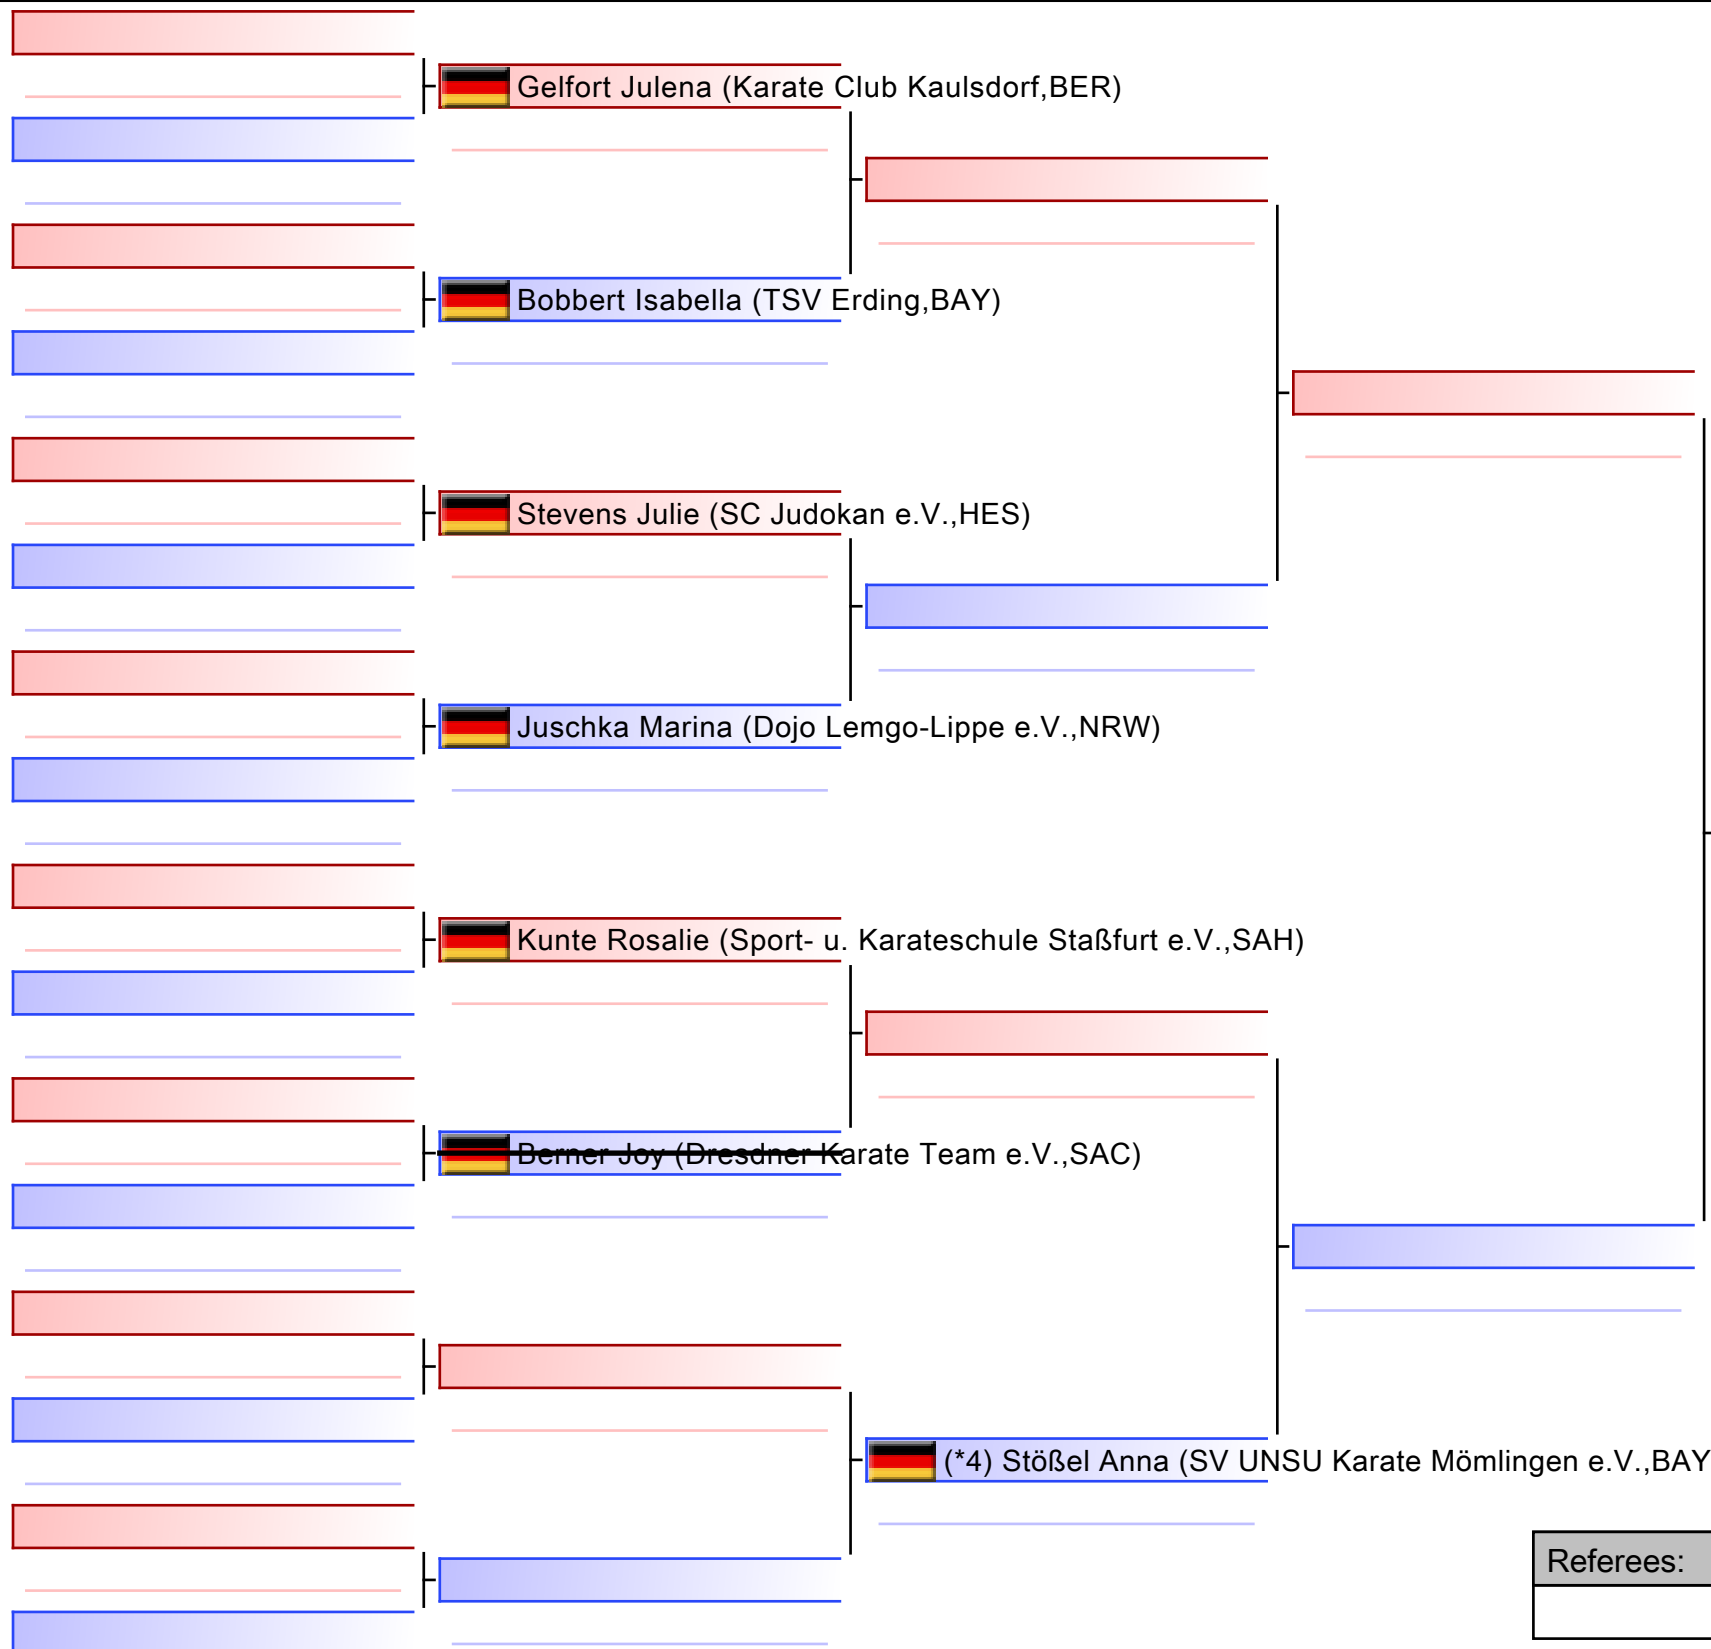 Gelfort Julena (Karate Club Kaulsdorf,BER)
Bobbert Isabella (TSV Erding,BAY)
Stevens Julie (SC Judokan e.V.,HES)
Juschka Marina (Dojo Lemgo-Lippe e.V.,NRW)
Kunte Rosalie (Sport- u. Karateschule Staßfurt e.V.,SAH)
Berner Joy (Dresdner Karate Team e.V.,SAC)
(*4) Stößel Anna (SV UNSU Karate Mömlingen e.V.,BAY
Referees: